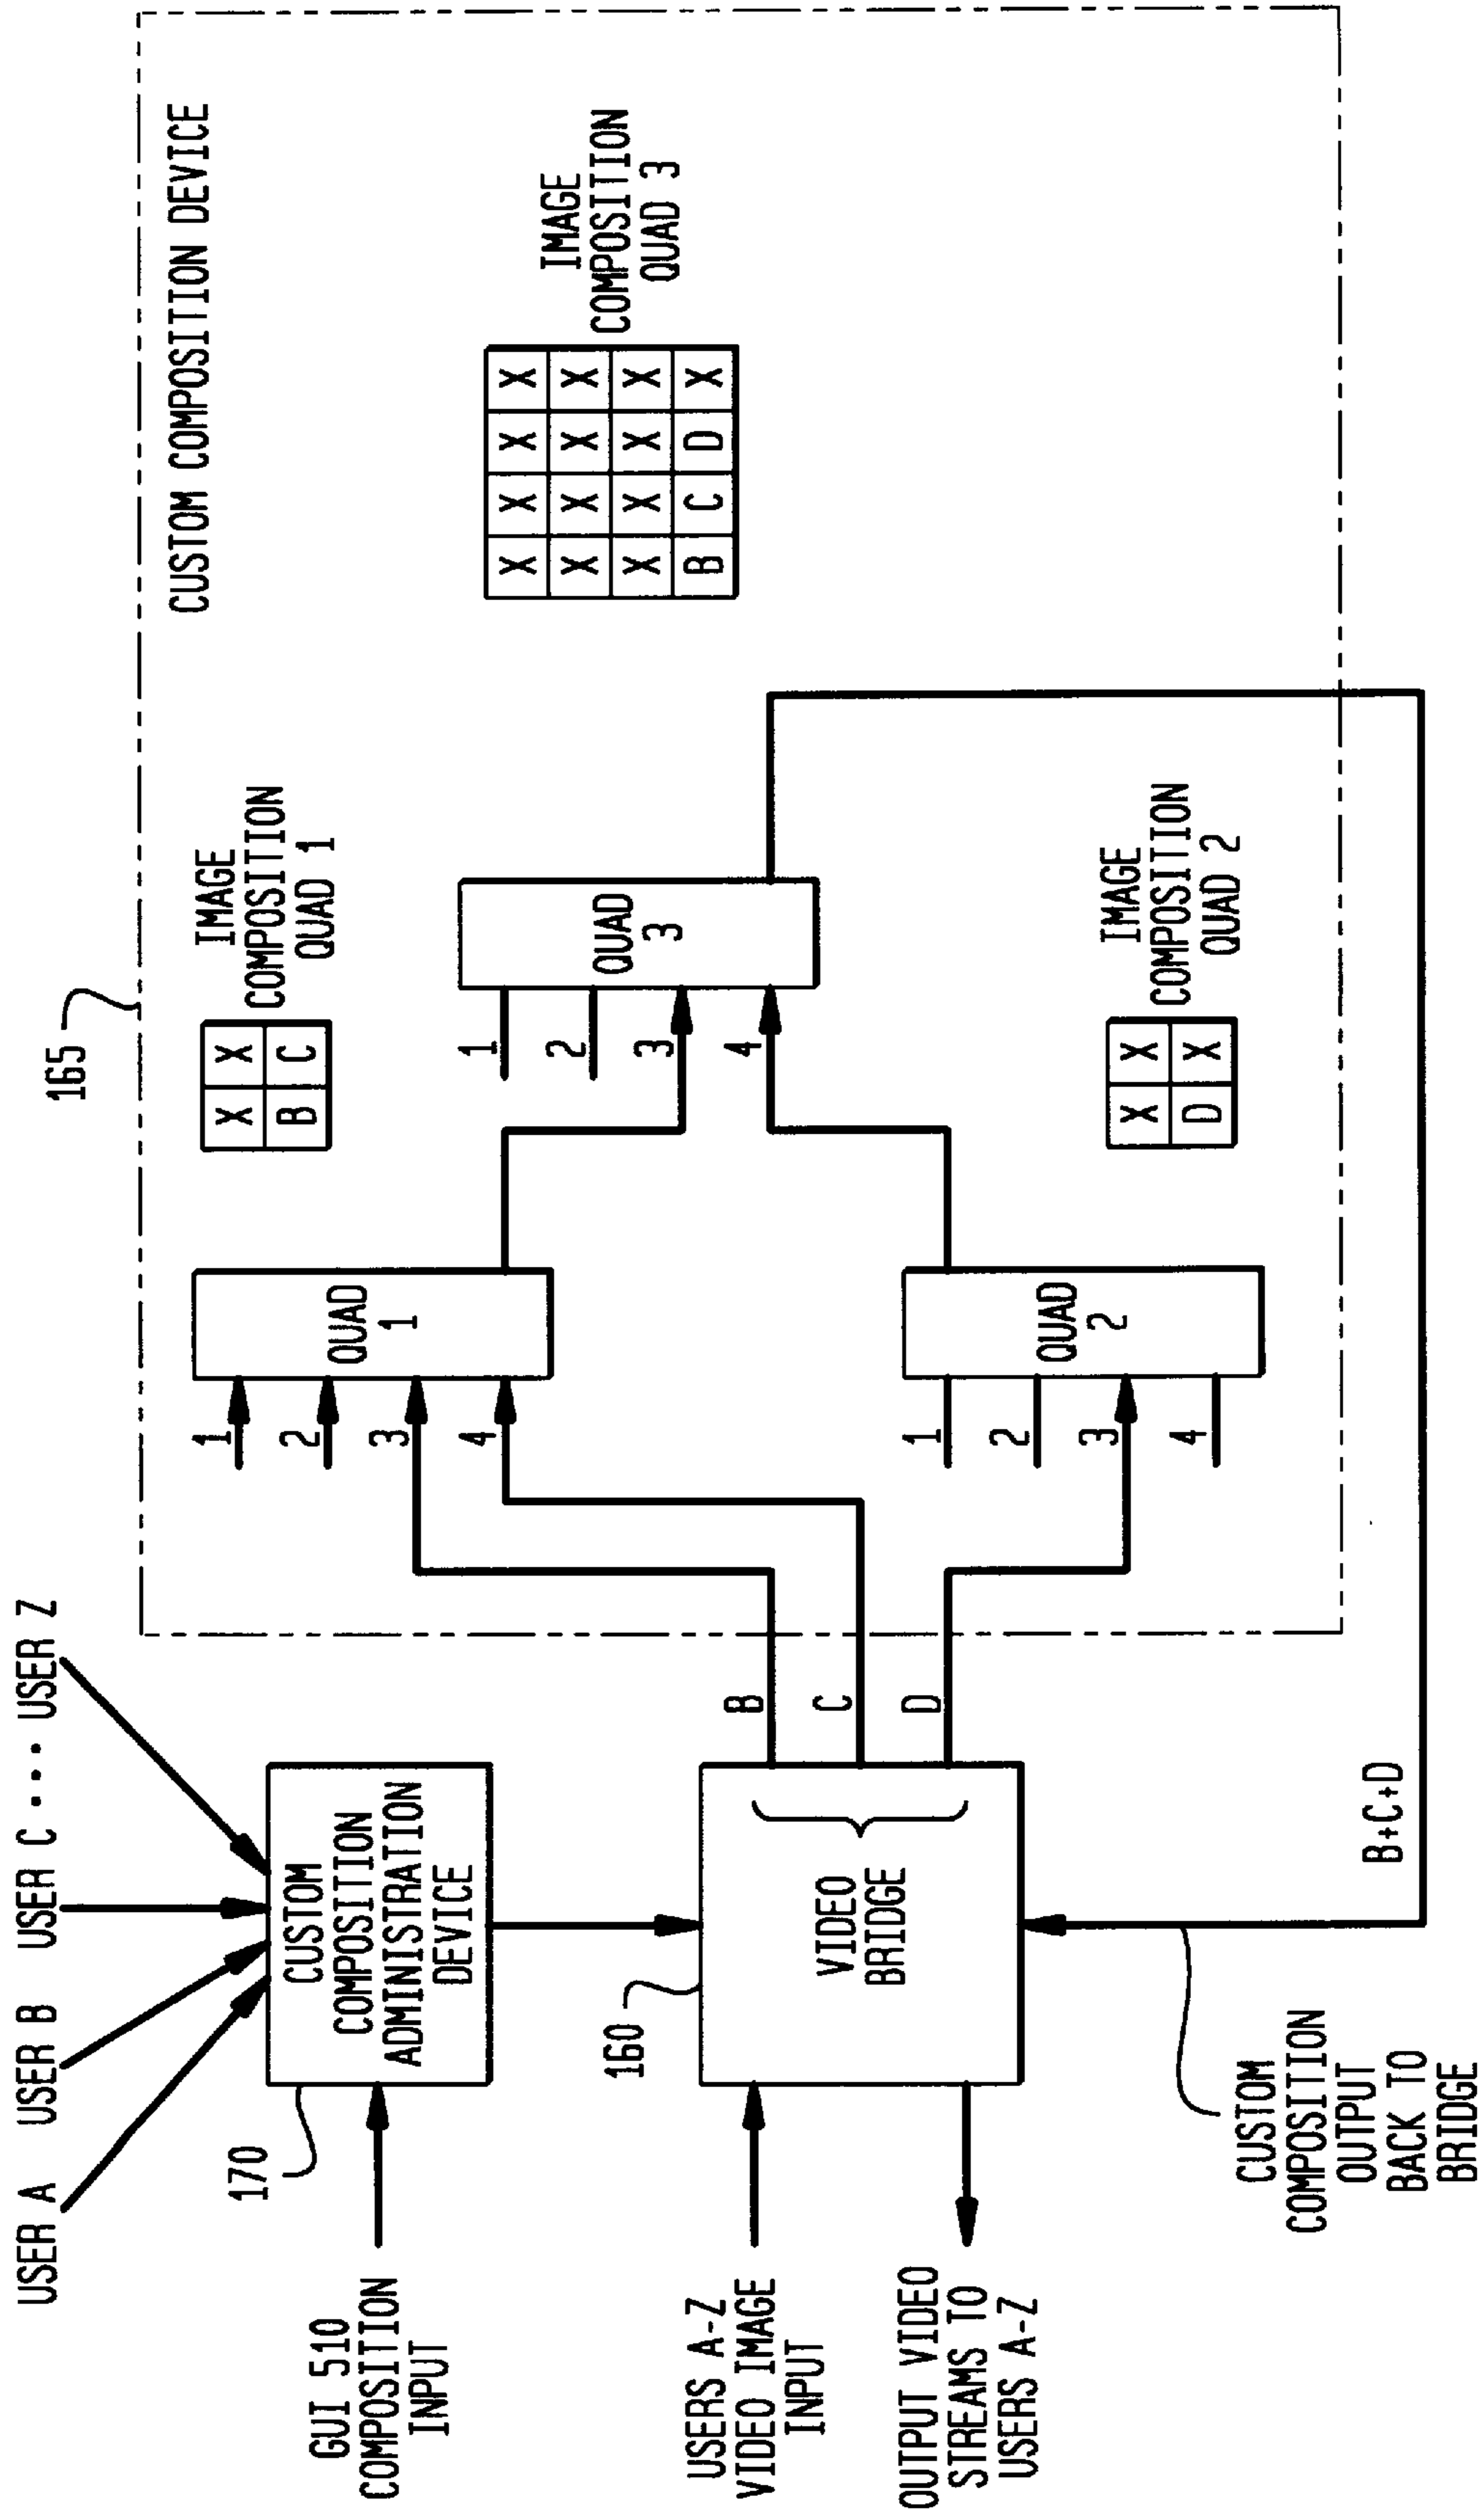 USER A
USER B
USER C ... USER Z
165
CUSTOM COMPOSITION DEVICE
GUI 510
COMPOSITION
INPUT
170
CUSTOM
COMPOSITION
ADMINISTRATION
DEVICE
1
2
3
4
QUAD
1
X X
B C
IMAGE
COMPOSITION
QUAD 1
1
2
3
4
QUAD
3
X X X X
X X X X
X X X X
B C D X
IMAGE
COMPOSITION
QUAD 3
USERS A-Z
VIDEO IMAGE
INPUT
160
VIDEO
BRIDGE
B
C
D
OUTPUT VIDEO
STREAMS TO
USERS A-Z
1
2
3
4
QUAD
2
X X
D X
IMAGE
COMPOSITION
QUAD 2
CUSTOM
COMPOSITION
OUTPUT
BACK TO
BRIDGE
B+C+D